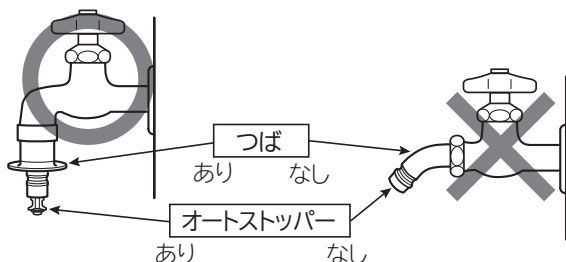 つば
あり なし
オートストッパー
あり なし